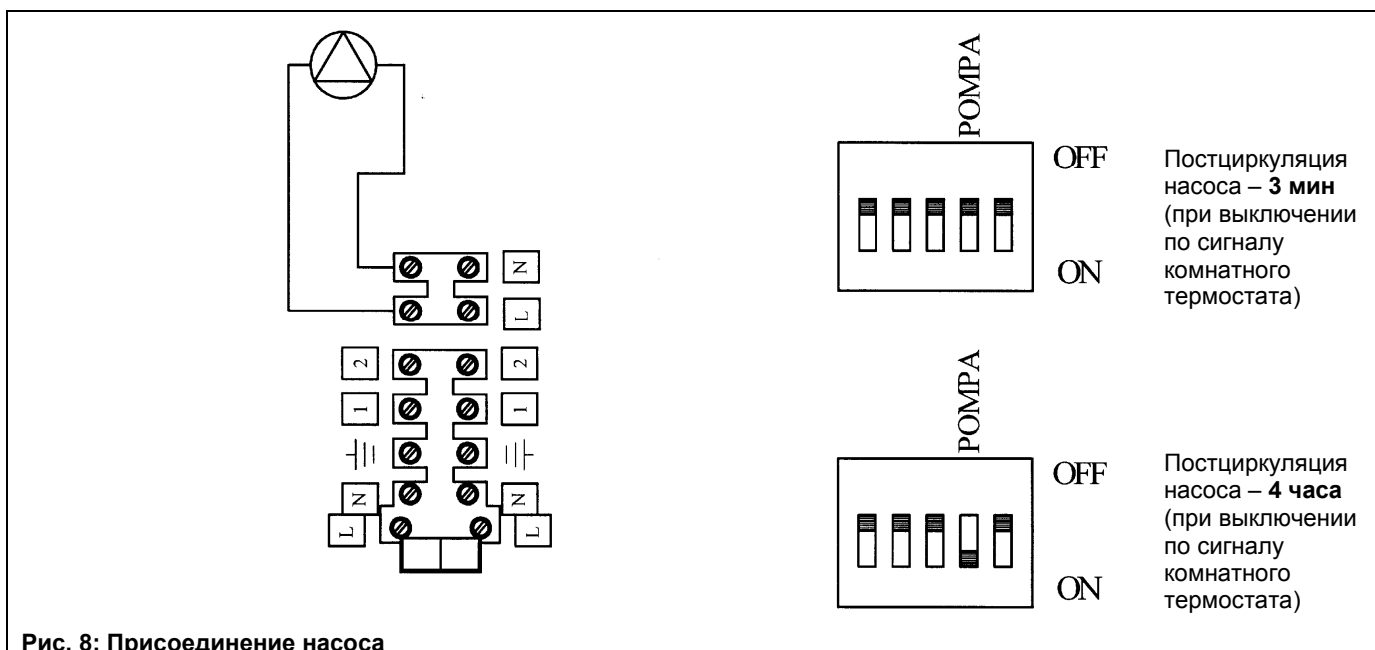 N
L
2 2
1 1
N N
L L
POMPA
OFF
ON
Постциркуляция
насоса – 3 мин
(при выключении
по сигналу
комнатного
термостата)
POMPA
OFF
ON
Постциркуляция
насоса – 4 часа
(при выключении
по сигналу
комнатного
термостата)
Рис. 8: Присоединение насоса